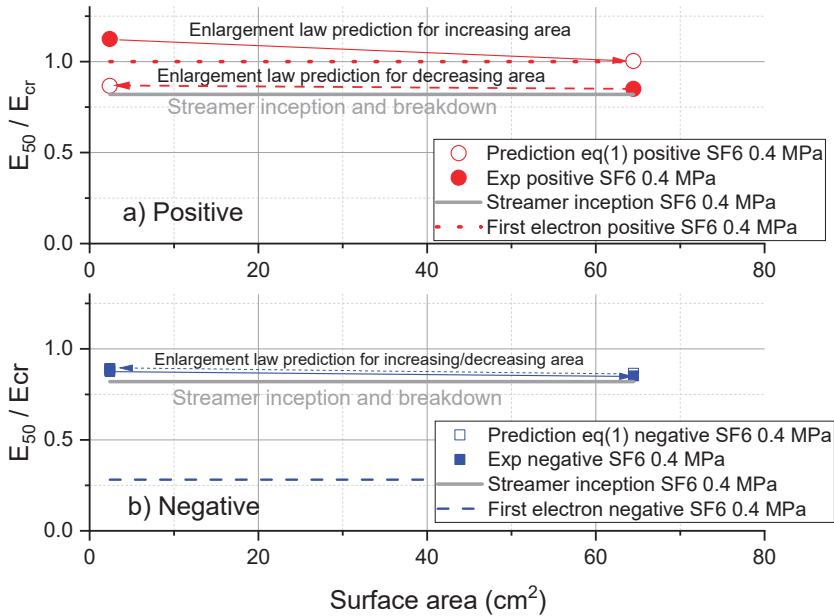 Enlargement law prediction for increasing area
1.0
Enlargement law prediction for decreasing area
Streamer inception and breakdown
E50 / Ecr
0.5
Prediction eq(1) positive SF6 0.4 MPa
Exp positive SF6 0.4 MPa
a) Positive
Streamer inception SF6 0.4 MPa
First electron positive SF6 0.4 MPa
0.0
0 20 40 60 80
1.0
Enlargement law prediction for increasing/decreasing area
Streamer inception and breakdown
E50 / Ecr
0.5
Prediction eq(1) negative SF6 0.4 MPa
Exp negative SF6 0.4 MPa
Streamer inception SF6 0.4 MPa
b) Negative
First electron negative SF6 0.4 MPa
0.0
0 20 40 60 80
Surface area (cm²)